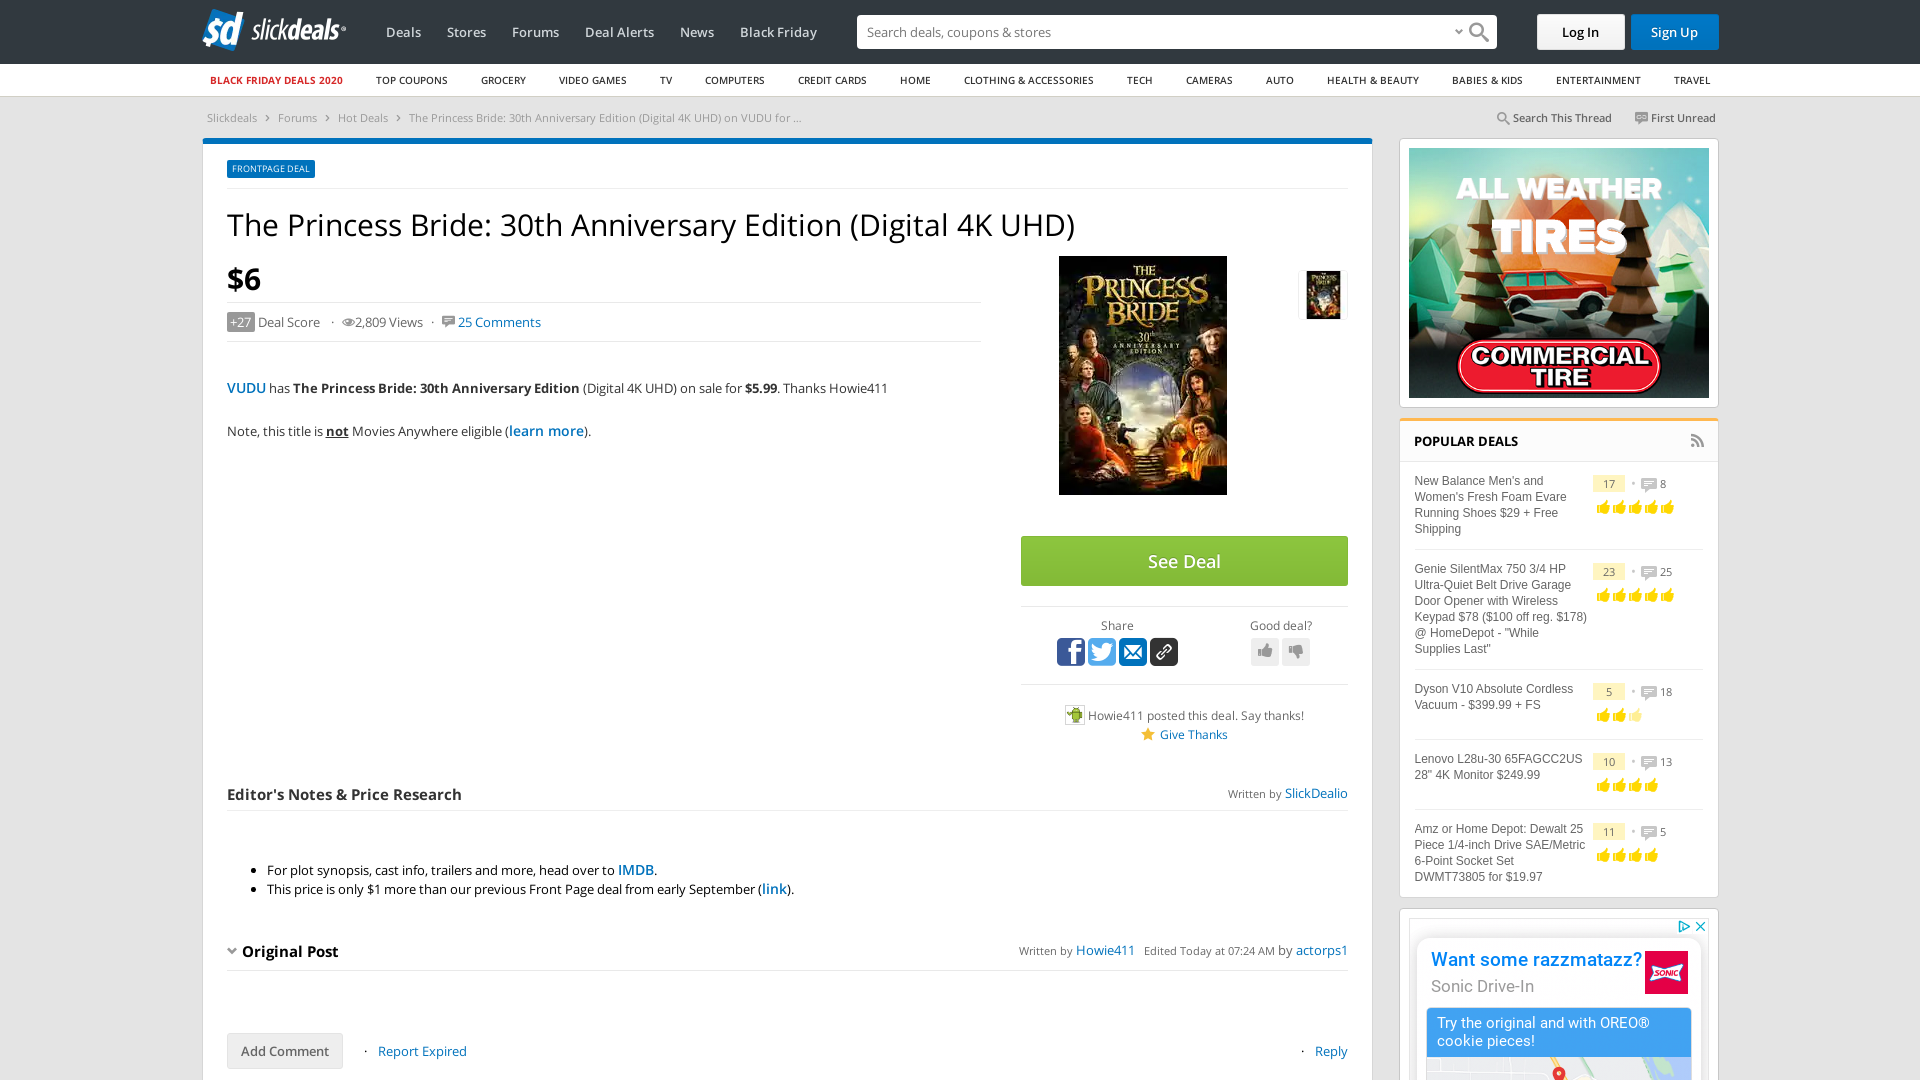 slickdeals
Deals
Stores
Forums
Deal Alerts
News
Black Friday
Search deals, coupons & stores
Log In
Sign Up
BLACK FRIDAY DEALS 2020
TOP COUPONS
GROCERY
VIDEO GAMES
TV
COMPUTERS
CREDIT CARDS
HOME
CLOTHING & ACCESSORIES
TECH
CAMERAS
AUTO
HEALTH & BEAUTY
BABIES & KIDS
ENTERTAINMENT
TRAVEL
Slickdeals › Forums › Hot Deals › The Princess Bride: 30th Anniversary Edition (Digital 4K UHD) on VUDU for ...
Search This Thread
First Unread
FRONTPAGE DEAL
The Princess Bride: 30th Anniversary Edition (Digital 4K UHD)
$6
+27 Deal Score · 2,809 Views · 25 Comments
VUDU has The Princess Bride: 30th Anniversary Edition (Digital 4K UHD) on sale for $5.99. Thanks Howie411
Note, this title is not Movies Anywhere eligible (learn more).
THE
PRINCESS
BRIDE
30th
ANNIVERSARY
EDITION
See Deal
Share
Good deal?
Howie411 posted this deal. Say thanks!
Give Thanks
Editor's Notes & Price Research
Written by SlickDealio
• For plot synopsis, cast info, trailers and more, head over to IMDB.
• This price is only $1 more than our previous Front Page deal from early September (link).
Original Post
Written by Howie411 Edited Today at 07:24 AM by actorps1
Add Comment
· Report Expired
· Reply
ALL WEATHER
TIRES
COMMERCIAL
TIRE
POPULAR DEALS
New Balance Men's and
Women's Fresh Foam Evare
Running Shoes $29 + Free
Shipping
17 • 8
Genie SilentMax 750 3/4 HP
Ultra-Quiet Belt Drive Garage
Door Opener with Wireless
Keypad $78 ($100 off reg. $178)
@ HomeDepot - "While
Supplies Last"
23 • 25
Dyson V10 Absolute Cordless
Vacuum - $399.99 + FS
5 • 18
Lenovo L28u-30 65FAGCC2US
28" 4K Monitor $249.99
10 • 13
Amz or Home Depot: Dewalt 25
Piece 1/4-inch Drive SAE/Metric
6-Point Socket Set
DWMT73805 for $19.97
11 • 5
Want some razzmatazz?
SONIC
Sonic Drive-In
Try the original and with OREO®
cookie pieces!